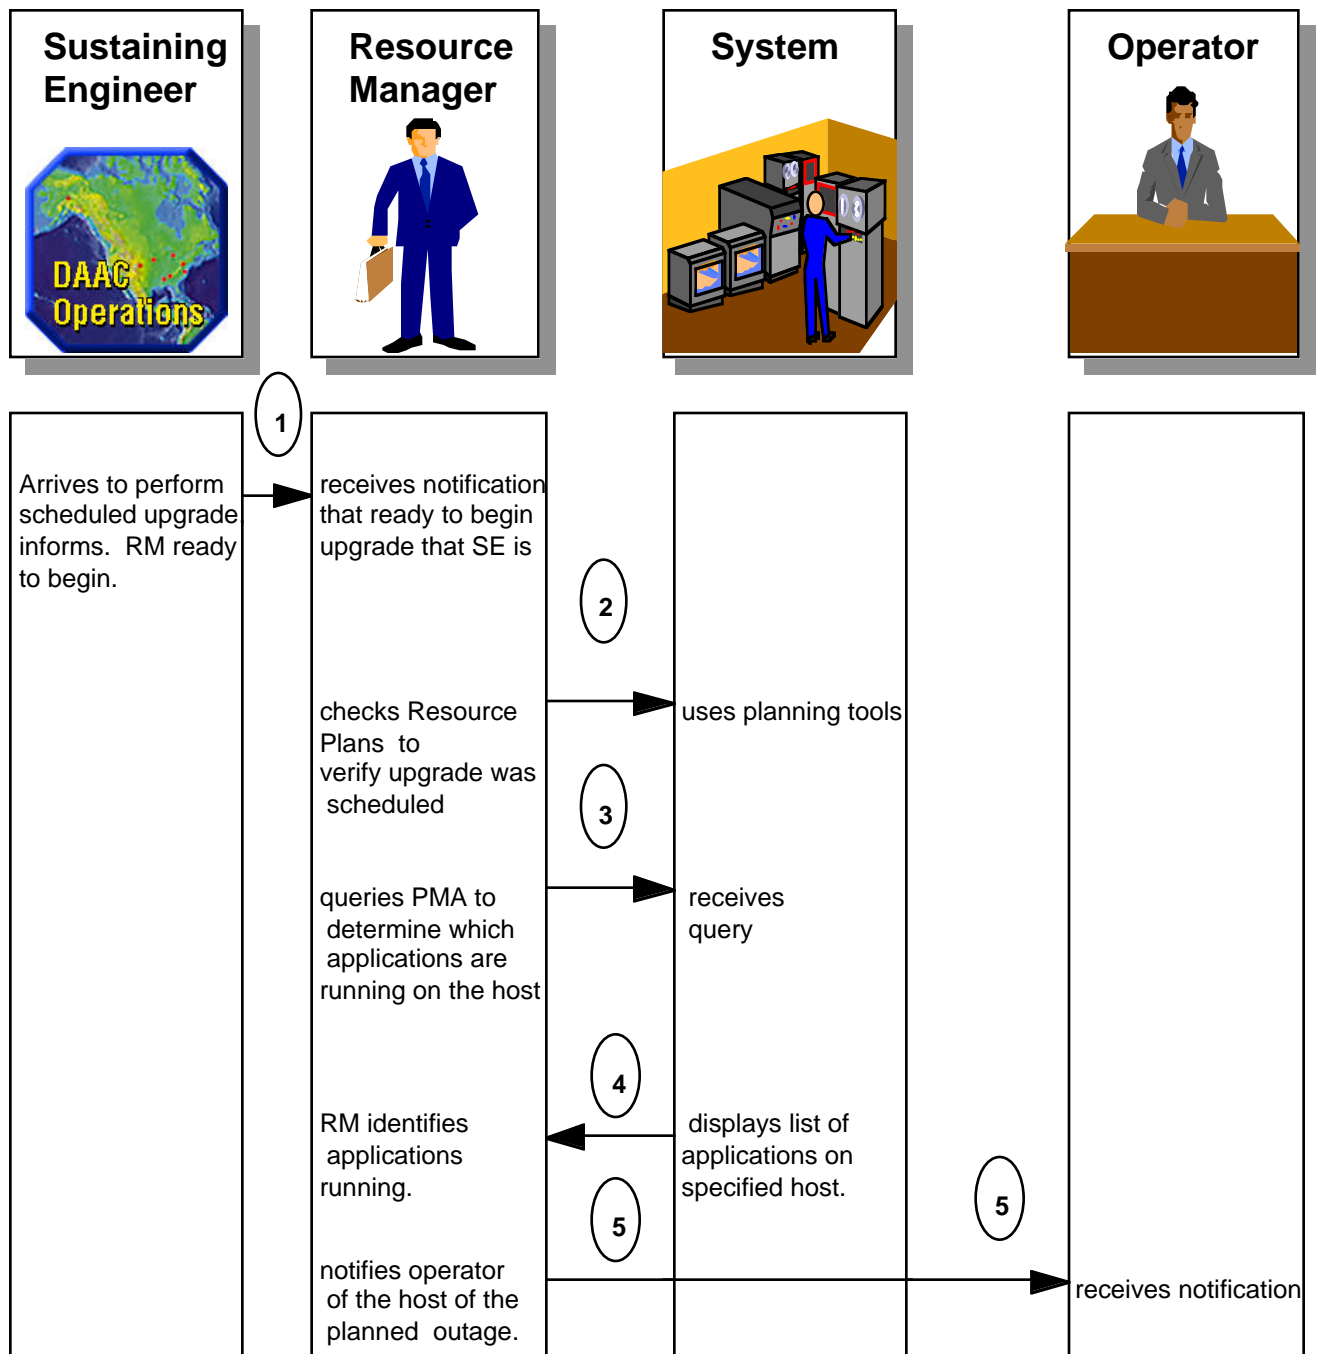 Sustaining
Engineer
Resource
Manager
System
Operator
DAAC
Operations
1
Arrives to perform
scheduled upgrade,
informs.  RM ready
to begin.
receives notification
that ready to begin
upgrade that SE is
2
checks Resource
Plans  to
verify upgrade was
scheduled
uses planning tools
3
queries PMA to
determine which
applications are
running on the host
receives
query
4
RM identifies
applications
running.
displays list of
applications on
specified host.
5
5
notifies operator
of the host of the
planned  outage.
receives notification